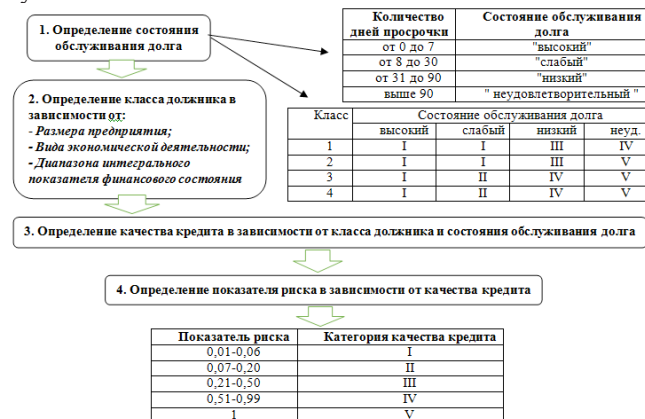 1. Определение состояния
обслуживания долга
Количество дней просрочки | Состояние обслуживания долга
от 0 до 7 | "высокий"
от 8 до 30 | "слабый"
от 31 до 90 | "низкий"
выше 90 | " неудовлетворительный "
2. Определение класса должника в
зависимости от:
- Размера предприятия;
- Вида экономической деятельности;
- Диапазона интегрального
показателя финансового состояния
Класс | Состояние обслуживания долга
высокий | слабый | низкий | неуд.
1 | I | I | III | IV
2 | I | I | III | V
3 | I | II | IV | V
4 | I | II | IV | V
3. Определение качества кредита в зависимости от класса должника и состояния обслуживания долга
4. Определение показателя риска в зависимости от качества кредита
Показатель риска | Категория качества кредита
0,01-0,06 | I
0,07-0,20 | II
0,21-0,50 | III
0,51-0,99 | IV
1 | V